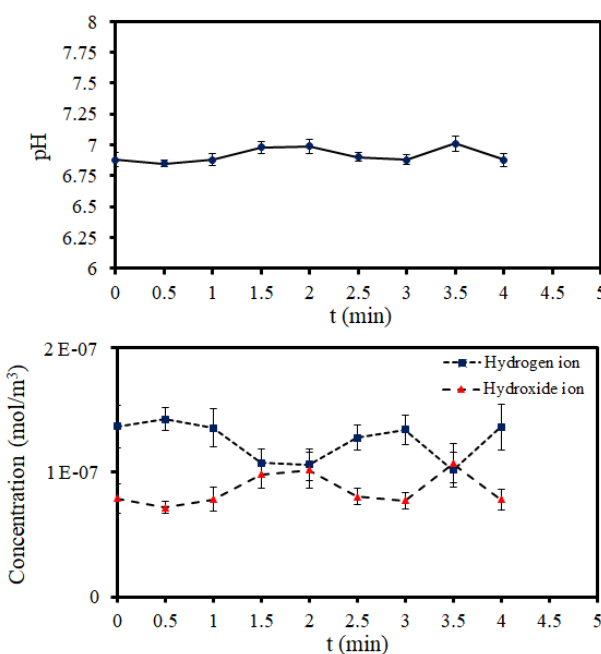 8
7.75
7.5
7.25
7
6.75
6.5
6.25
6
pH
0 0.5 1 1.5 2 2.5 3 3.5 4 4.5 5
t (min)
2 E-07
1 E-07
0
Concentration (mol/m³)
Hydrogen ion
Hydroxide ion
0 0.5 1 1.5 2 2.5 3 3.5 4 4.5 5
t (min)